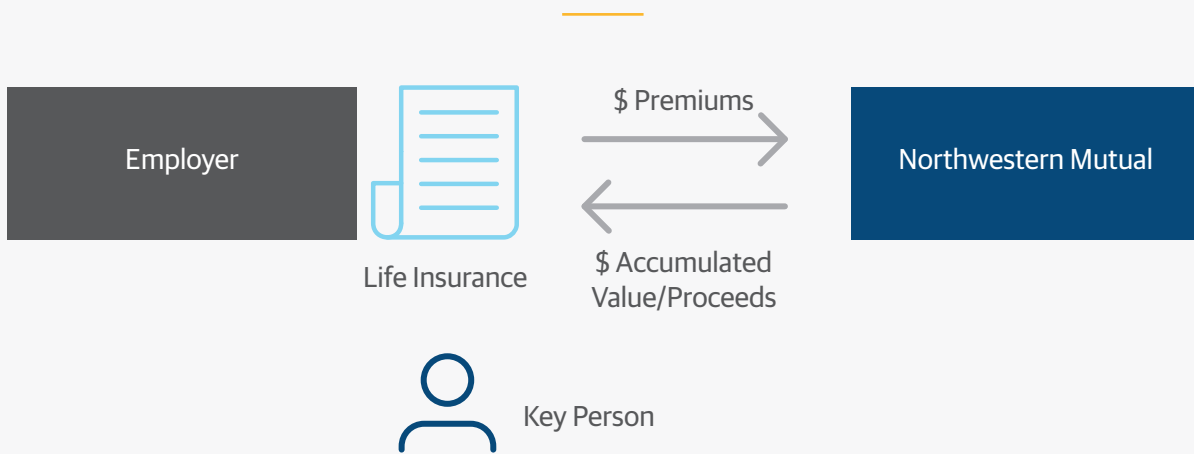 $ Premiums
Employer
Northwestern Mutual
Life Insurance
$ Accumulated
Value/Proceeds
Key Person